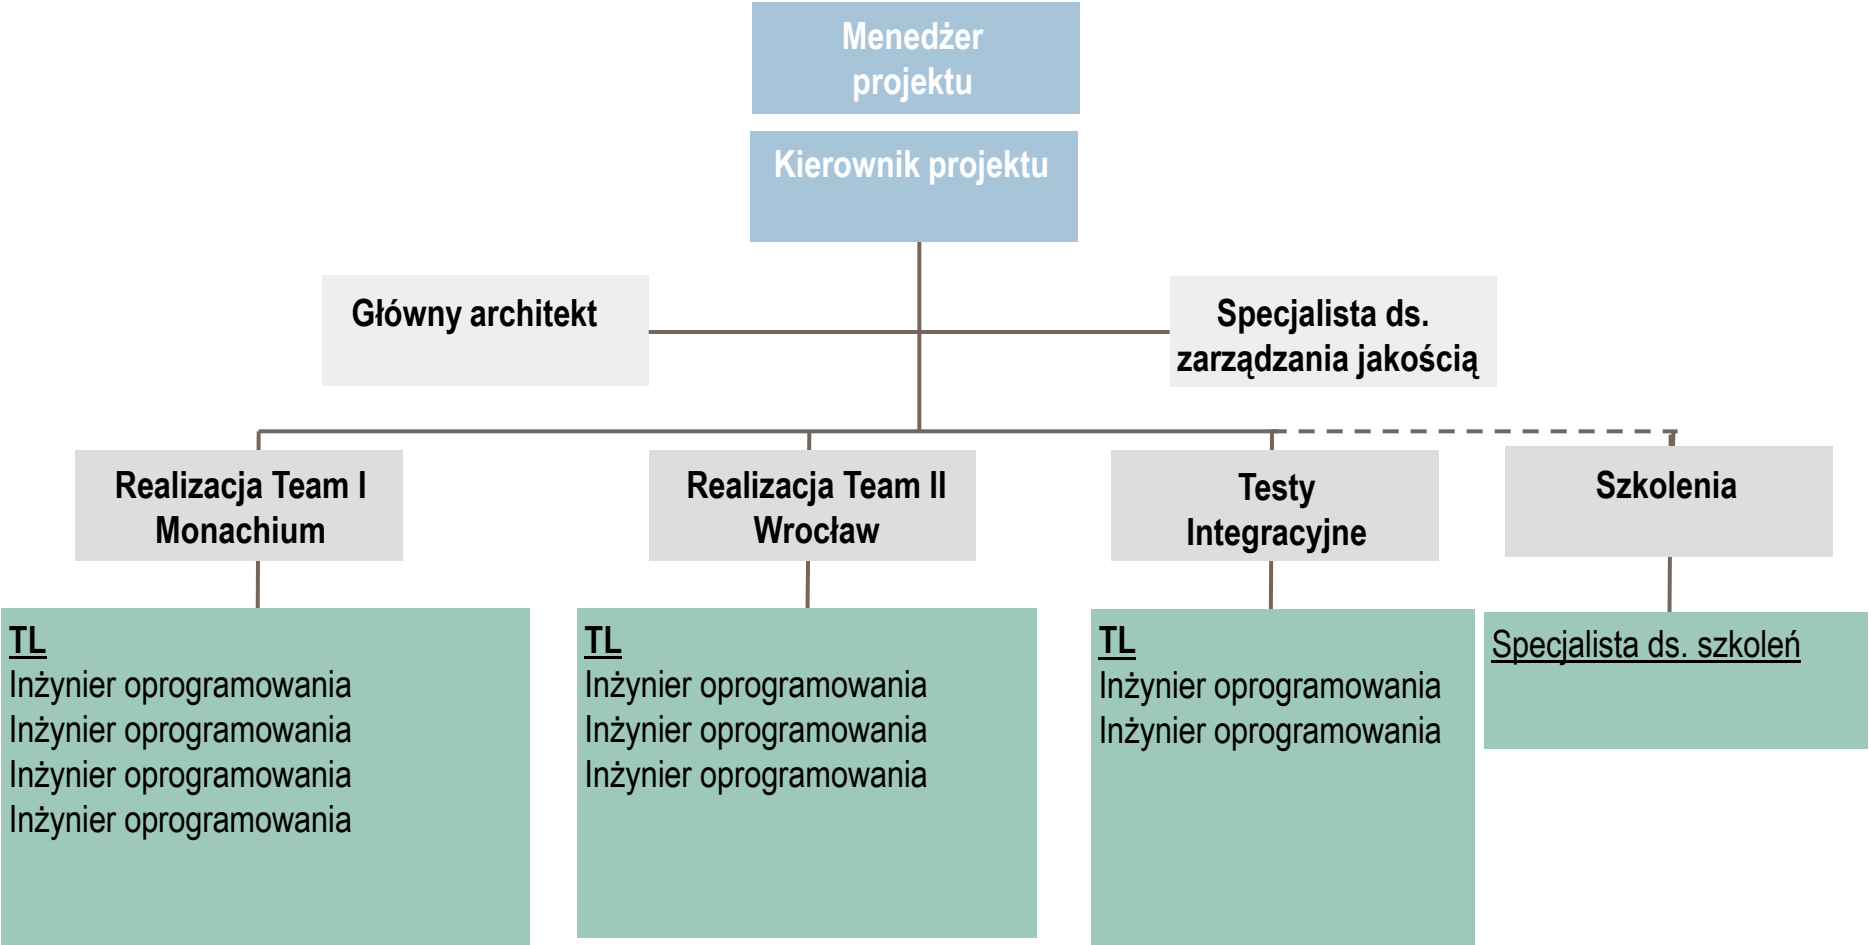 Menedżer
projektu
Kierownik projektu
Główny architekt
Specjalista ds.
zarządzania jakością
Realizacja Team I
Monachium
Realizacja Team II
Wrocław
Testy
Integracyjne
Szkolenia
TL
Inżynier oprogramowania
Inżynier oprogramowania
Inżynier oprogramowania
Inżynier oprogramowania
TL
Inżynier oprogramowania
Inżynier oprogramowania
Inżynier oprogramowania
TL
Inżynier oprogramowania
Inżynier oprogramowania
Specjalista ds. szkoleń